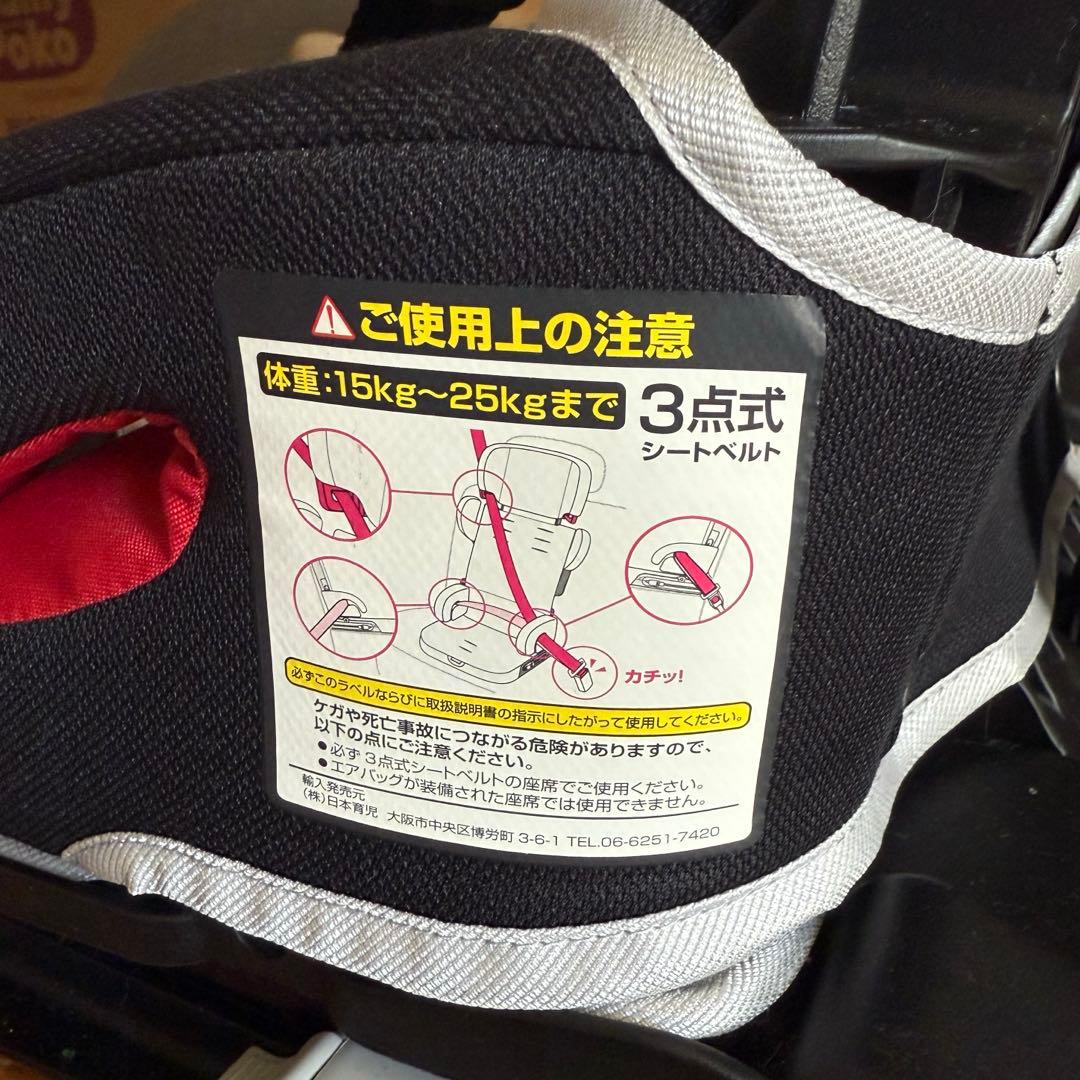 Poko
ご使用上の注意
体重:15kg〜25kgまで
3点式
シートベルト
カチッ!
必ずこのラベルならびに取扱説明書の指示にしたがって使用してください。
ケガや死亡事故につながる危険がありますので、
以下の点にご注意ください。
●必ず3点式シートベルトの座席でご使用ください。
●エアバッグが装備された座席では使用できません。
輸入発売元
(株)日本育児 大阪市中央区博労町 3-6-1 TEL.06-6251-7420